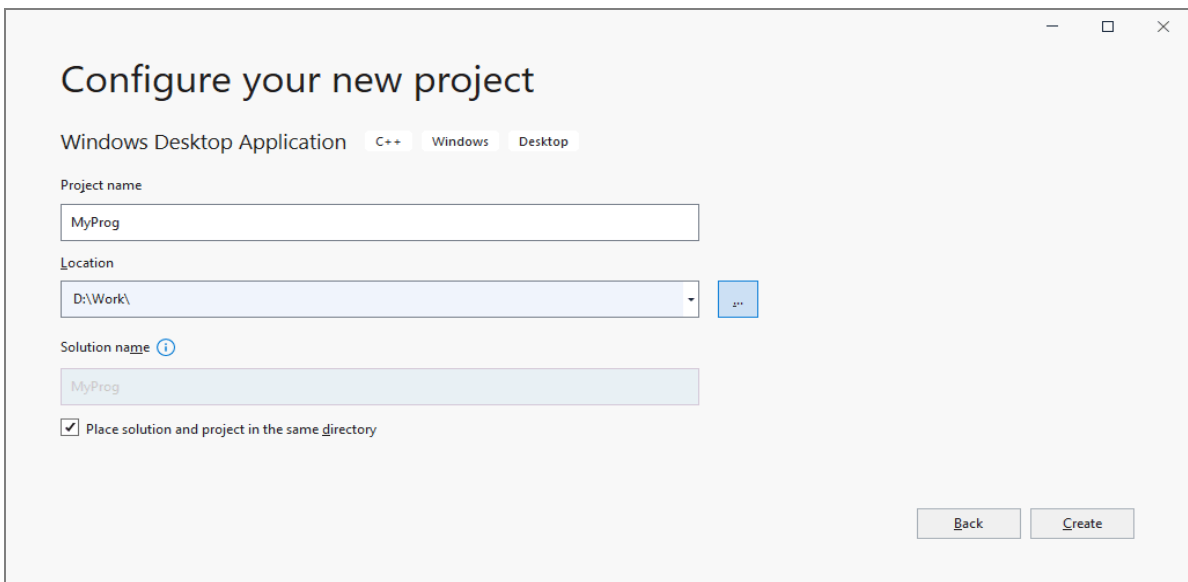 Configure your new project
Windows Desktop Application C++ Windows Desktop
Project name
MyProg
Location
D:\Work\
...
Solution name
MyProg
Place solution and project in the same directory
Back Create